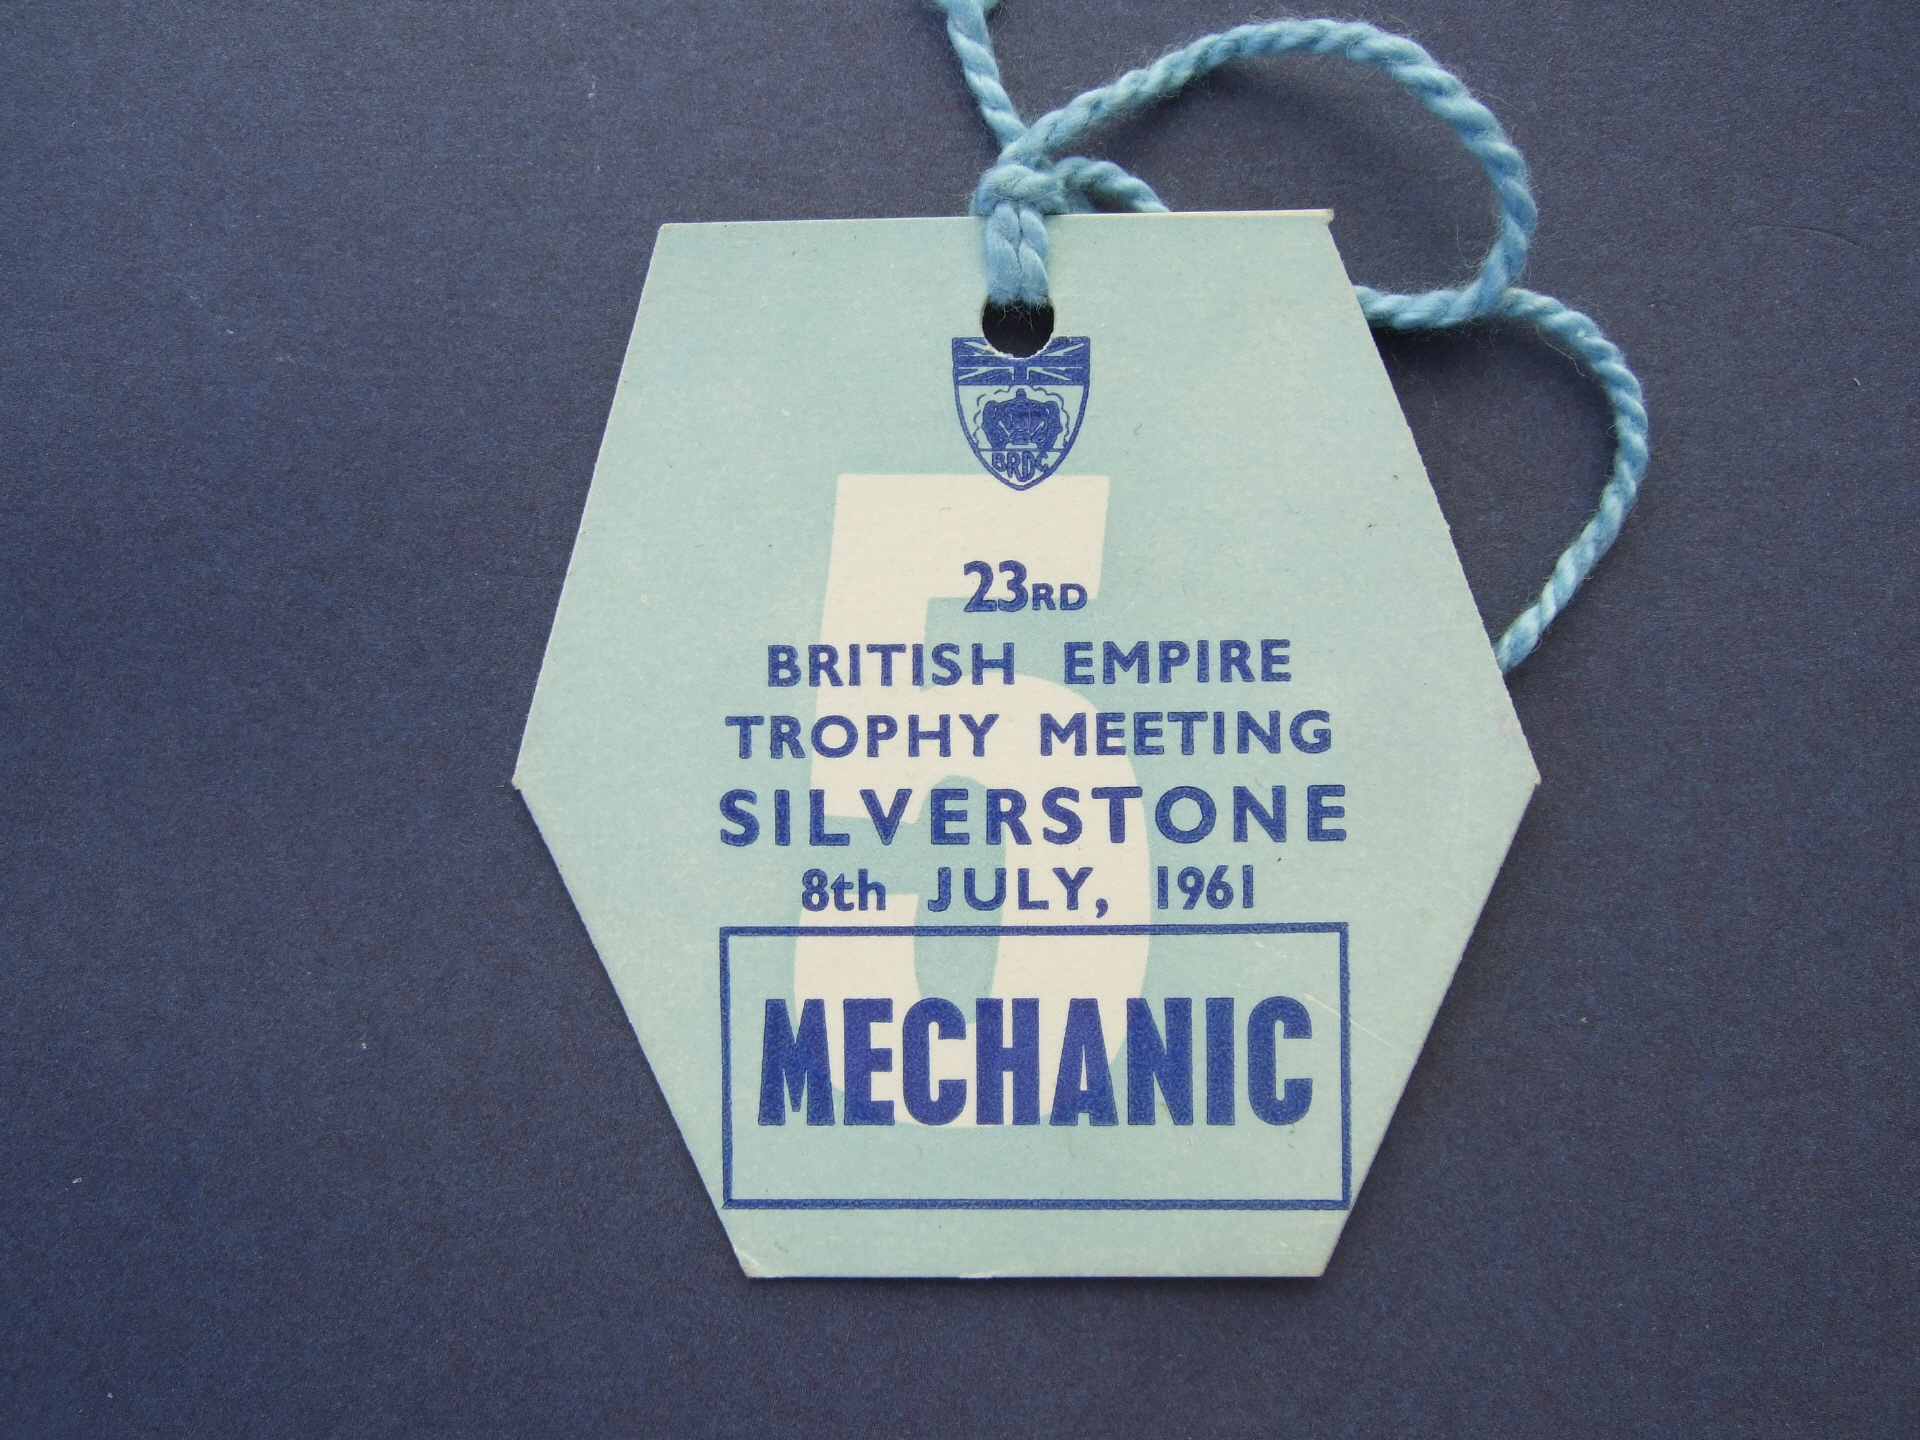 BRDC
5
23RD
BRITISH EMPIRE
TROPHY MEETING
SILVERSTONE
8th JULY, 1961
MECHANIC